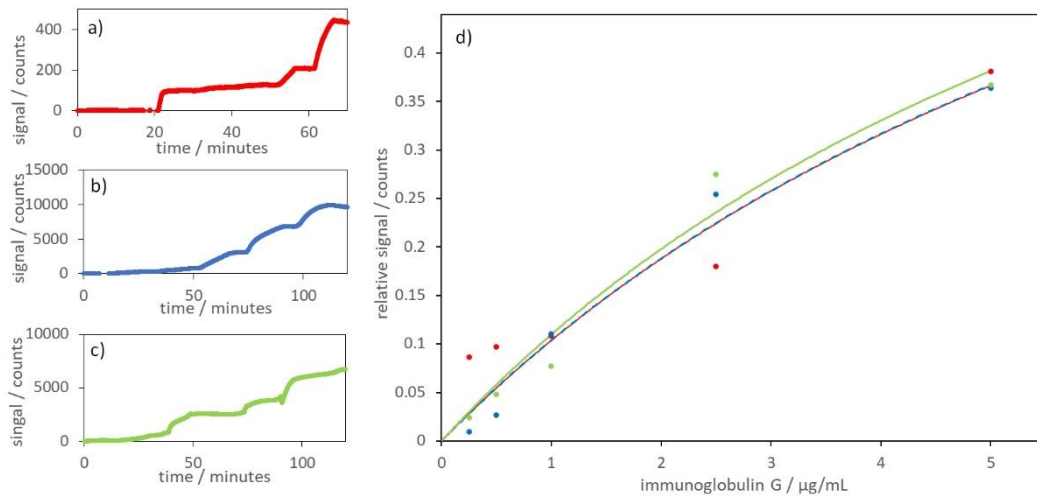 a)
signal / counts
400
200
0
0 20 40 60
time / minutes
b)
signal / counts
15000
10000
5000
0
0 50 100
time / minutes
c)
singal / counts
10000
5000
0
0 50 100
time / minutes
d)
relative signal / counts
0.4
0.35
0.3
0.25
0.2
0.15
0.1
0.05
0
0 1 2 3 4 5
immunoglobulin G / µg/mL